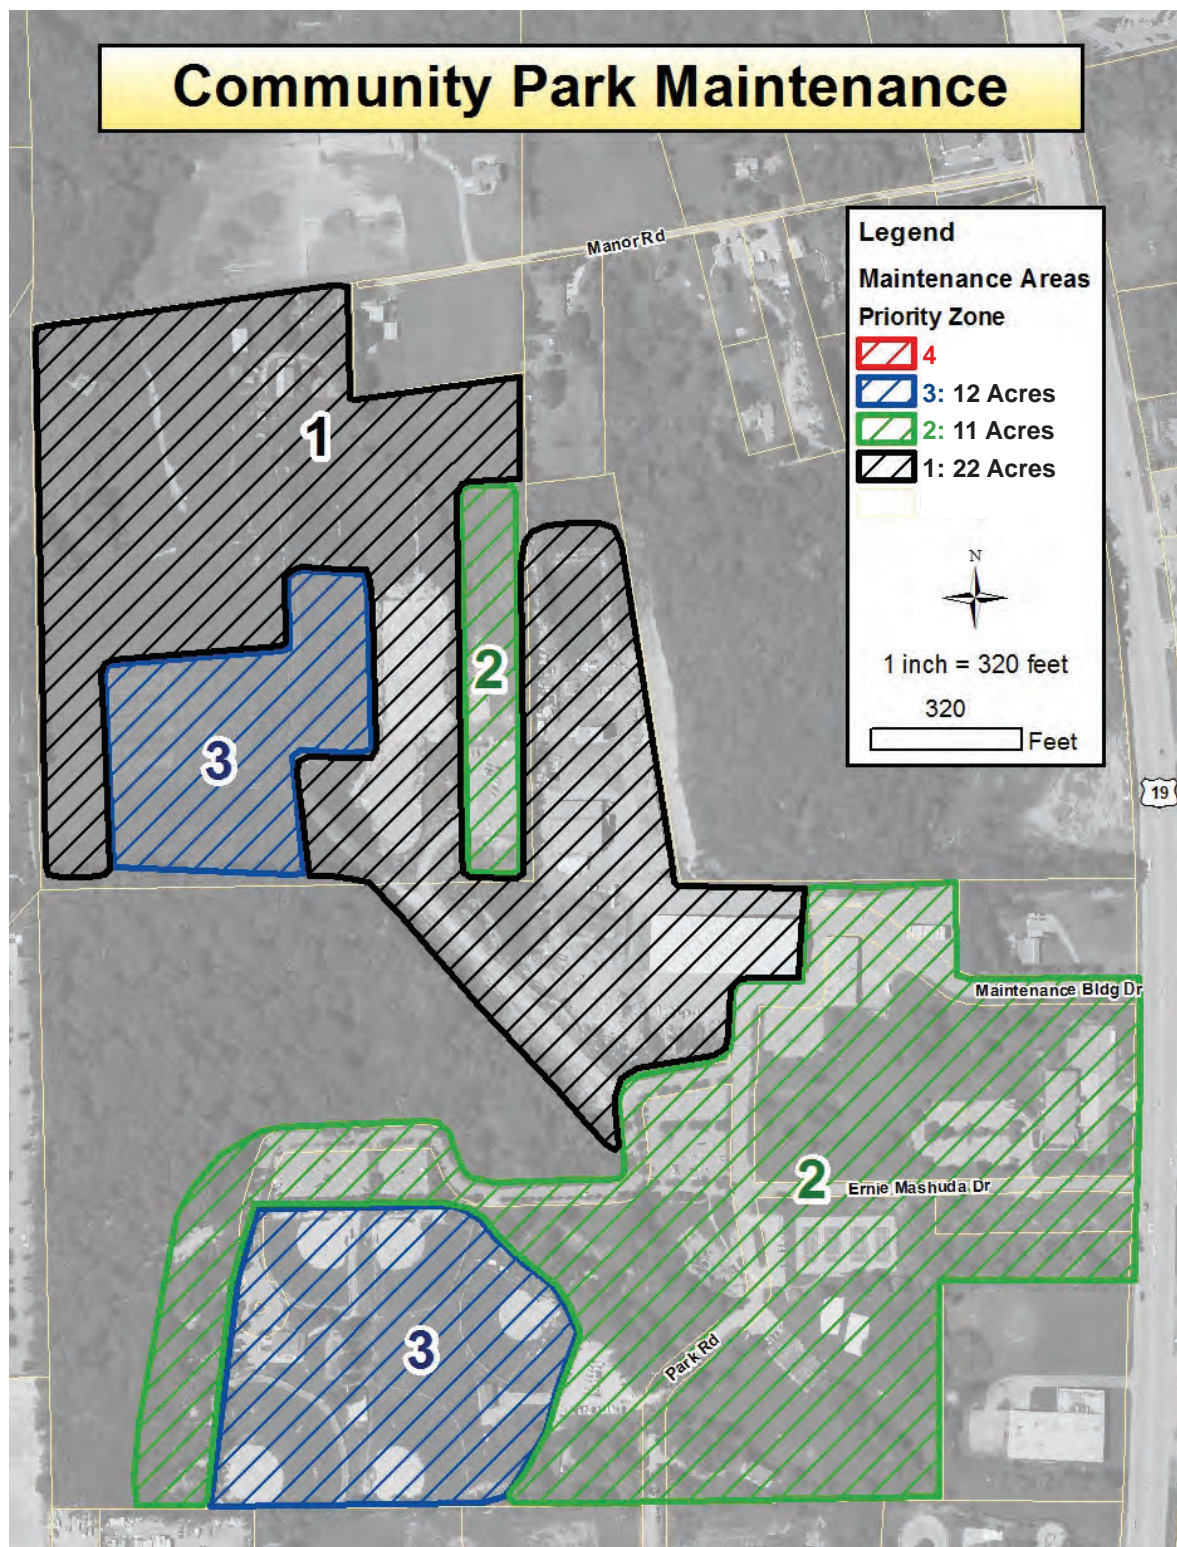 Community Park Maintenance
Manor Rd
Legend
Maintenance Areas
Priority Zone
4
3: 12 Acres
2: 11 Acres
1: 22 Acres
N
1 inch = 320 feet
320
Feet
1
2
3
19
Maintenance Bldg Dr
2
Ernie Mashuda Dr
3
Park Rd